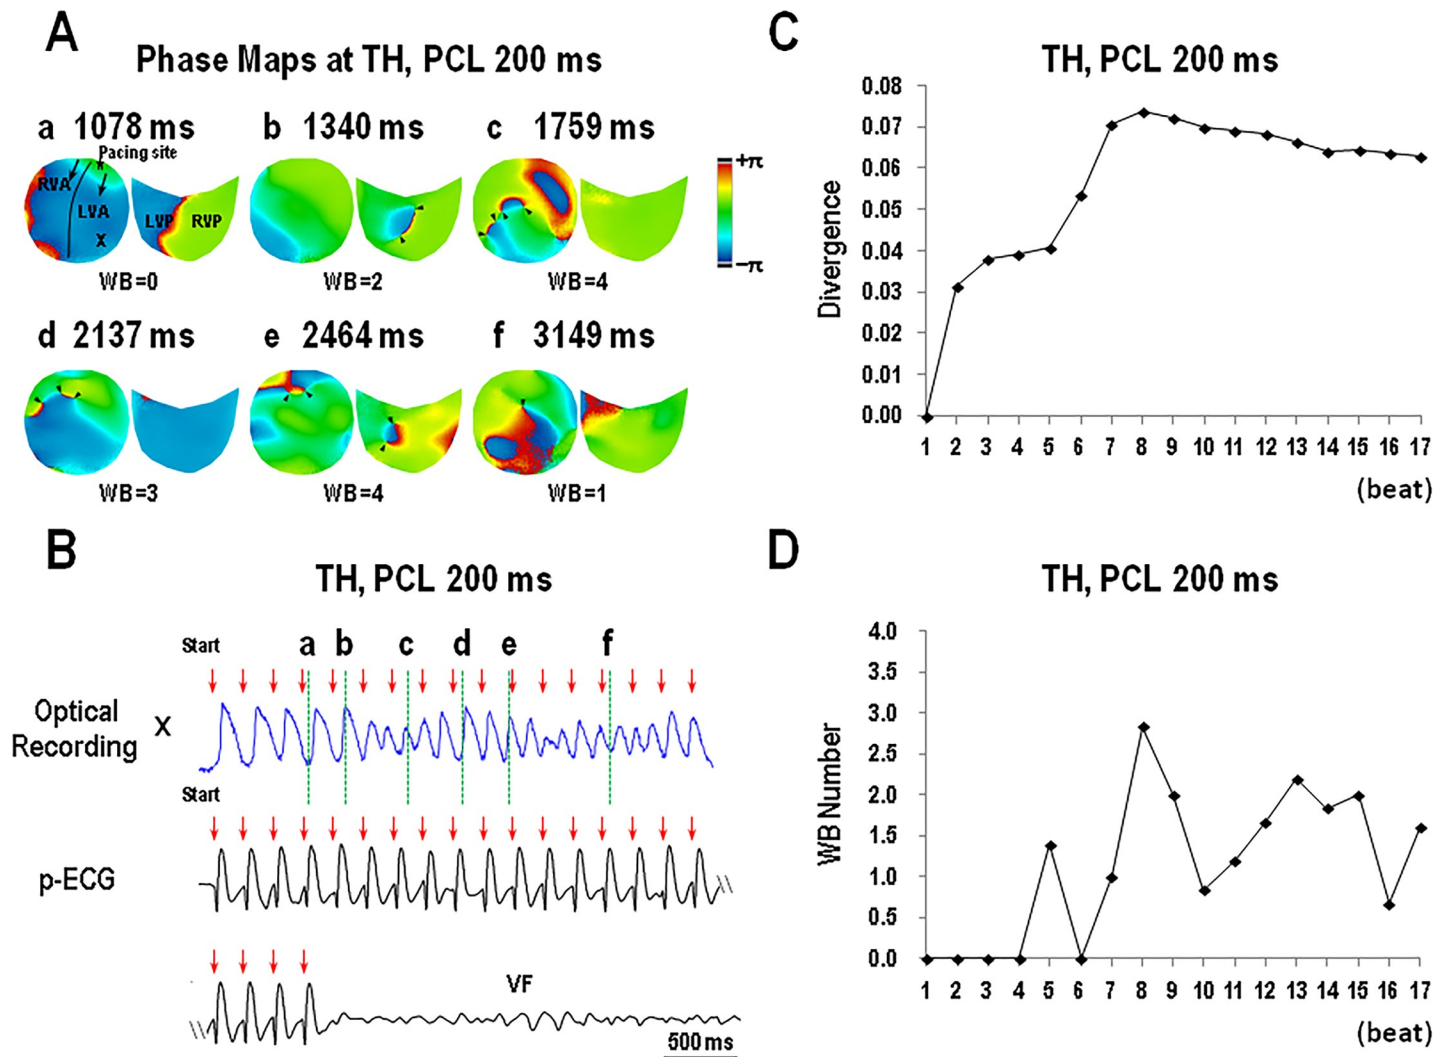 A
Phase Maps at TH, PCL 200 ms
a 1078 ms
b 1340 ms
c 1759 ms
Pacing site
*
RVA
LVA
X
LVP
RVP
+π
−π
WB=0
WB=2
WB=4
d 2137 ms
e 2464 ms
f 3149 ms
WB=3
WB=4
WB=1
B
TH, PCL 200 ms
Start
a b c d e f
Optical
Recording
X
Start
p-ECG
VF
500 ms
C
TH, PCL 200 ms
Divergence
0.08
0.07
0.06
0.05
0.04
0.03
0.02
0.01
0.00
1 2 3 4 5 6 7 8 9 10 11 12 13 14 15 16 17
(beat)
D
TH, PCL 200 ms
WB Number
4.0
3.5
3.0
2.5
2.0
1.5
1.0
0.5
0.0
1 2 3 4 5 6 7 8 9 10 11 12 13 14 15 16 17
(beat)